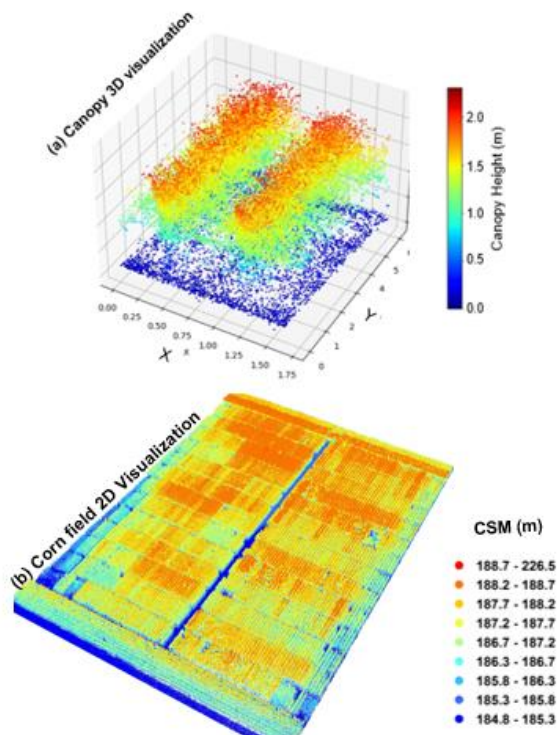 (a) Canopy 3D visualization
2.0
1.5
1.0
0.5
0.0
Canopy Height (m)
0.00
0.25
0.50
0.75
1.00
1.25
1.50
1.75
X
x
0
1
2
3
4
5
Y
(b) Corn field 2D Visualization
CSM (m)
188.7 - 226.5
188.2 - 188.7
187.7 - 188.2
187.2 - 187.7
186.7 - 187.2
186.3 - 186.7
185.8 - 186.3
185.3 - 185.8
184.8 - 185.3